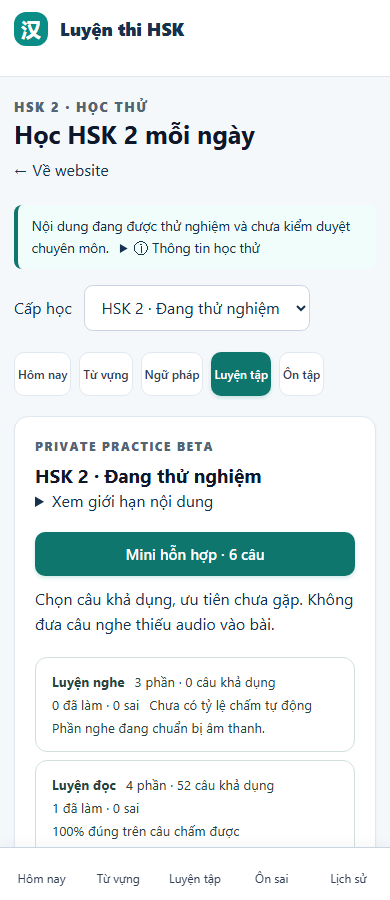 汉 Luyện thi HSK
HSK 2 · HỌC THỬ
Học HSK 2 mỗi ngày
← Về website
Nội dung đang được thử nghiệm và chưa kiểm duyệt
chuyên môn. ▶ ⓘ Thông tin học thử
Cấp học HSK 2 · Đang thử nghiệm
Hôm nay Từ vựng Ngữ pháp Luyện tập Ôn tập
PRIVATE PRACTICE BETA
HSK 2 · Đang thử nghiệm
▶ Xem giới hạn nội dung
Mini hỗn hợp · 6 câu
Chọn câu khả dụng, ưu tiên chưa gặp. Không
đưa câu nghe thiếu audio vào bài.
Luyện nghe 3 phần · 0 câu khả dụng
0 đã làm · 0 sai Chưa có tỷ lệ chấm tự động
Phần nghe đang chuẩn bị âm thanh.
Luyện đọc 4 phần · 52 câu khả dụng
1 đã làm · 0 sai
100% đúng trên câu chấm được
Hôm nay Từ vựng Luyện tập Ôn sai Lịch sử